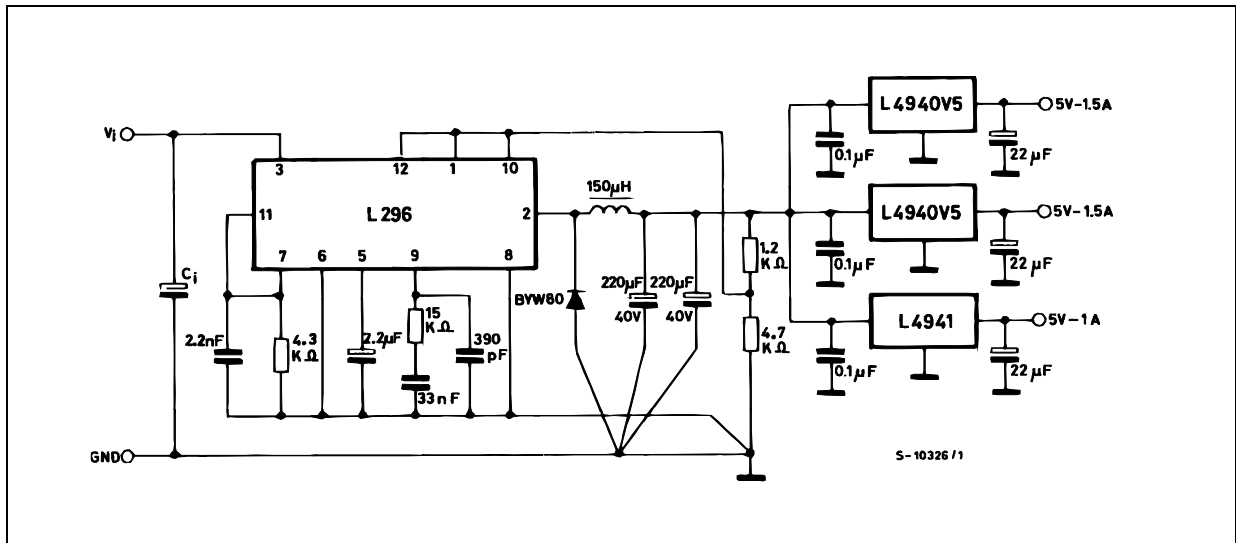 L4940V5
5V-1.5A
0.1µF
22µF
Vi
3
12
1
10
150µH
11
L296
2
L4940V5
5V-1.5A
7
6
5
9
8
1.2
KΩ
0.1µF
22µF
Ci
BYW80
220µF
220µF
40V
40V
L4941
5V-1A
2.2nF
4.3
KΩ
2.2µF
15
KΩ
390
pF
4.7
KΩ
0.1µF
22µF
33nF
GND
S-10326/1